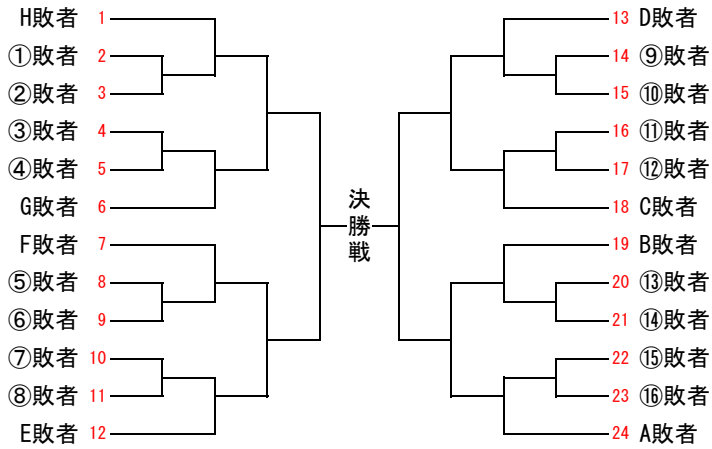 H敗者 1
①敗者 2
②敗者 3
③敗者 4
④敗者 5
G敗者 6
F敗者 7
⑤敗者 8
⑥敗者 9
⑦敗者 10
⑧敗者 11
E敗者 12
決勝戦
13 D敗者
14 ⑨敗者
15 ⑩敗者
16 ⑪敗者
17 ⑫敗者
18 C敗者
19 B敗者
20 ⑬敗者
21 ⑭敗者
22 ⑮敗者
23 ⑯敗者
24 A敗者